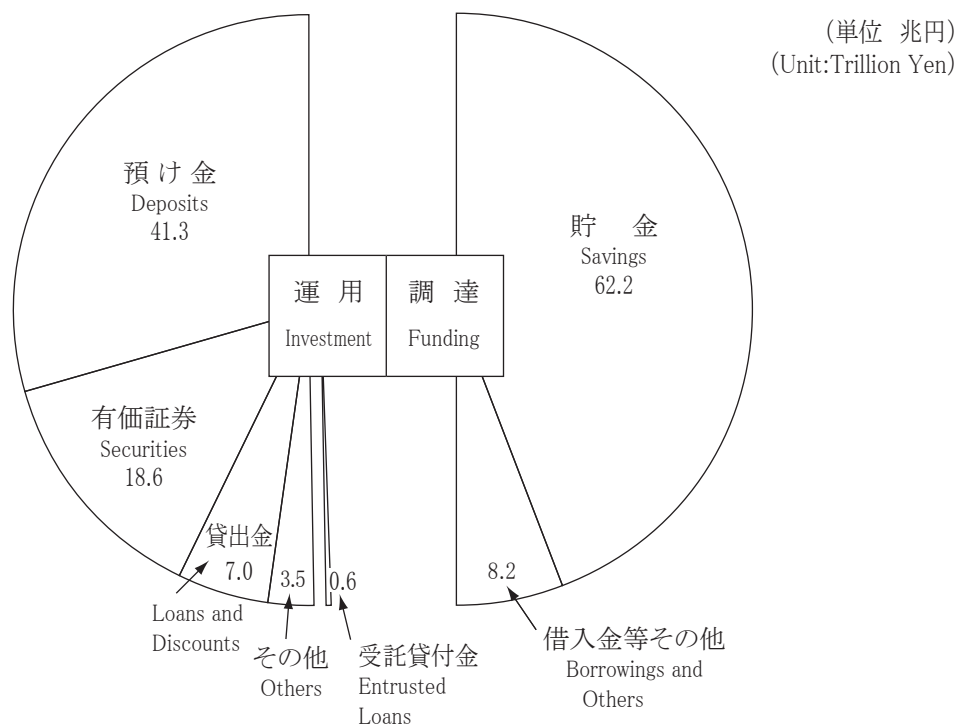 （単位 兆円）
(Unit:Trillion Yen)
預け金
Deposits
41.3
貯 金
Savings
62.2
運 用
Investment
調 達
Funding
有価証券
Securities
18.6
貸出金
7.0
Loans and
Discounts
3.5
その他
Others
0.6
受託貸付金
Entrusted
Loans
8.2
借入金等その他
Borrowings and
Others